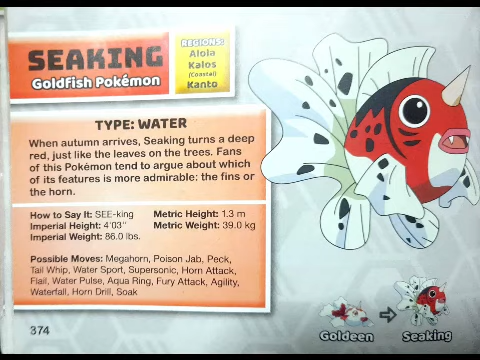 SEAKING
Goldfish Pokémon
REGIONS:
Alola
Kalos
(Coastal)
Kanto
TYPE: WATER
When autumn arrives, Seaking turns a deep
red, just like the leaves on the trees. Fans
of this Pokémon tend to argue about which
of its features is more admirable: the fins or
the horn.
How to Say It: SEE-king
Imperial Height: 4'03"
Imperial Weight: 86.0 lbs.
Metric Height: 1.3 m
Metric Weight: 39.0 kg
Possible Moves: Megahorn, Poison Jab, Peck,
Tail Whip, Water Sport, Supersonic, Horn Attack,
Flail, Water Pulse, Aqua Ring, Fury Attack, Agility,
Waterfall, Horn Drill, Soak
Goldeen
Seaking
374